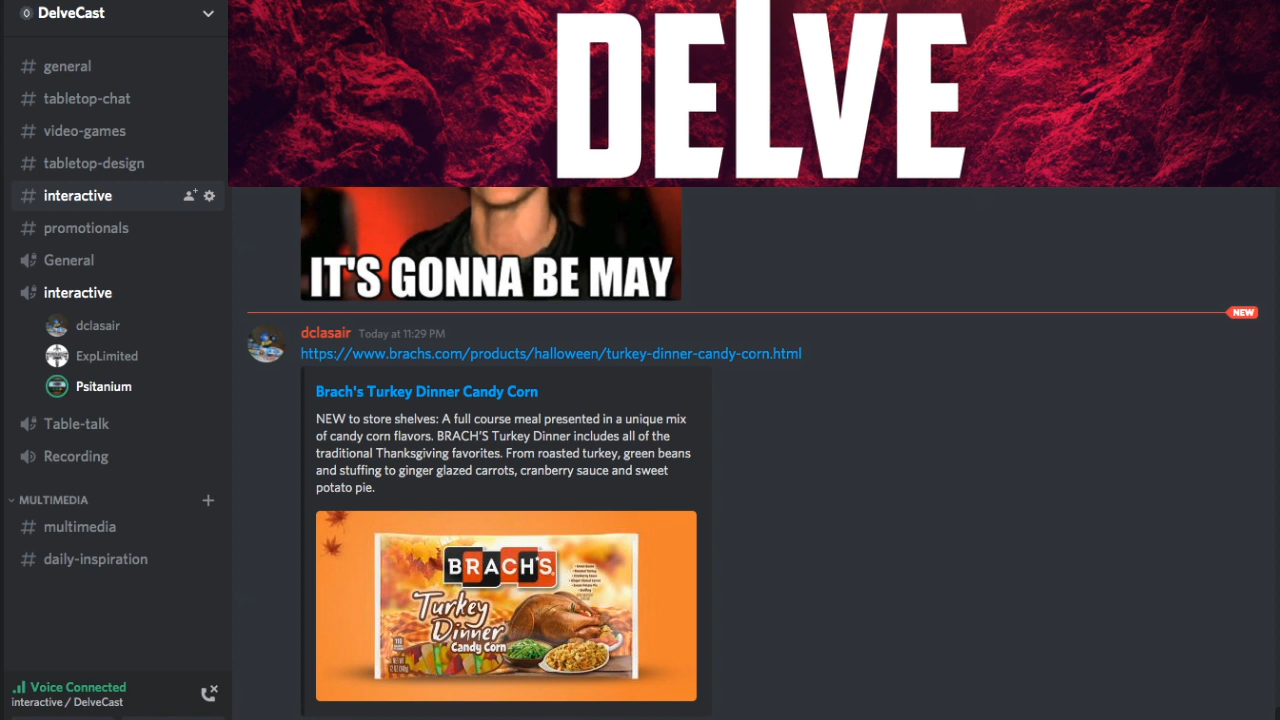 DelveCast
general
tabletop-chat
video-games
tabletop-design
interactive
promotionals
General
interactive
dclasair
ExpLimited
Psitanium
Table-talk
Recording
MULTIMEDIA
multimedia
daily-inspiration
Voice Connected
interactive / DelveCast
DELVE
IT'S GONNA BE MAY
NEW
dclasair Today at 11:29 PM
https://www.brachs.com/products/halloween/turkey-dinner-candy-corn.html
Brach's Turkey Dinner Candy Corn
NEW to store shelves: A full course meal presented in a unique mix
of candy corn flavors. BRACH'S Turkey Dinner includes all of the
traditional Thanksgiving favorites. From roasted turkey, green beans
and stuffing to ginger glazed carrots, cranberry sauce and sweet
potato pie.
BRACH'S
Turkey
Dinner
Candy Corn